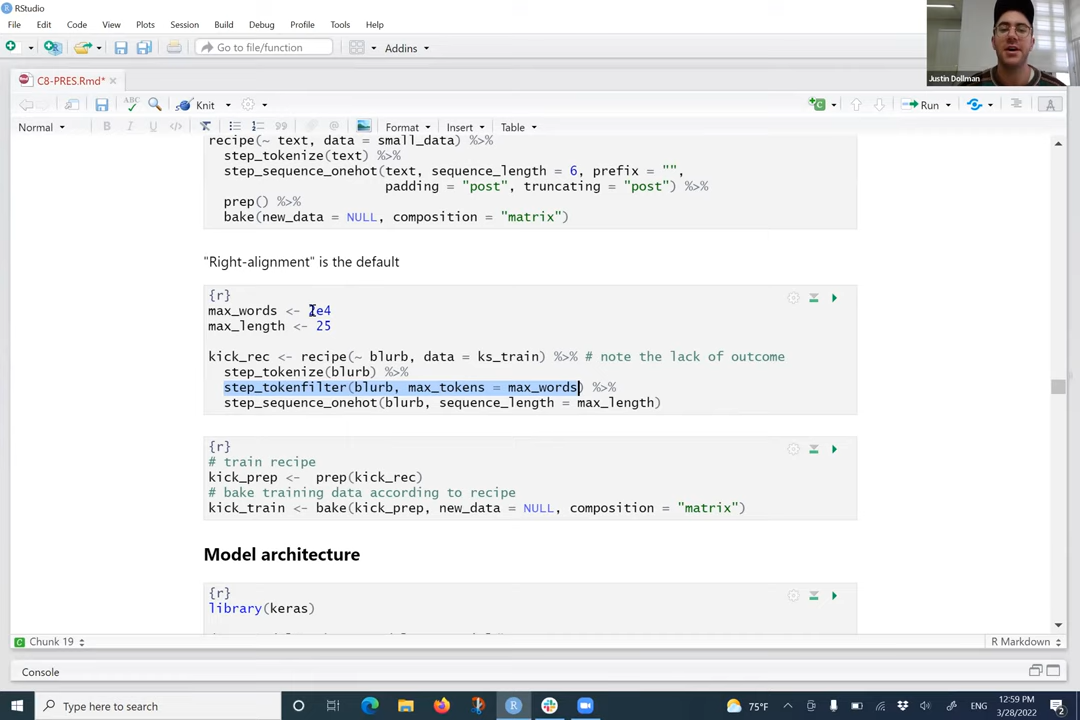 RStudio
File Edit Code View Plots Session Build Debug Profile Tools Help
Go to file/function Addins
C8-PRES.Rmd*
ABC Knit Run
Normal B I U Format Insert Table
recipe(~ text, data = small_data) %>%
step_tokenize(text) %>%
step_sequence_onehot(text, sequence_length = 6, prefix = "",
padding = "post", truncating = "post") %>%
prep() %>%
bake(new_data = NULL, composition = "matrix")
"Right-alignment" is the default
{r}
max_words <- 2e4
max_length <- 25
kick_rec <- recipe(~ blurb, data = ks_train) %>% # note the lack of outcome
step_tokenize(blurb) %>%
step_tokenfilter(blurb, max_tokens = max_words) %>%
step_sequence_onehot(blurb, sequence_length = max_length)
{r}
# train recipe
kick_prep <- prep(kick_rec)
# bake training data according to recipe
kick_train <- bake(kick_prep, new_data = NULL, composition = "matrix")
Model architecture
{r}
library(keras)
Chunk 19 R Markdown
Console
Type here to search
75°F ENG 12:59 PM 3/28/2022 2
Justin Dollman